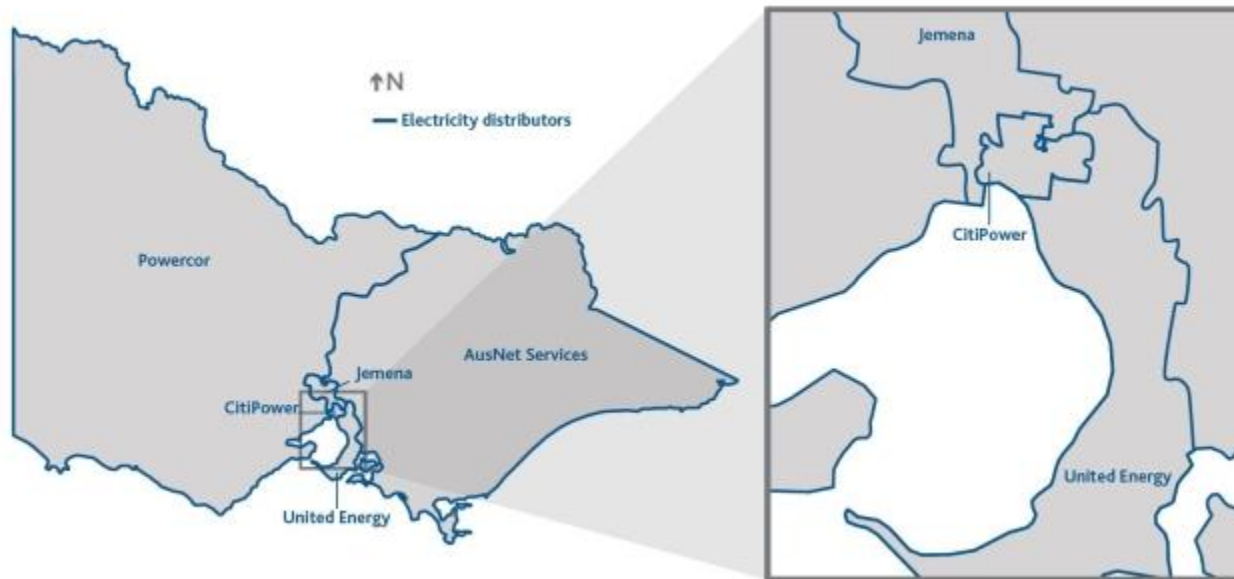 ↑N
Electricity distributors
Powercor
AusNet Services
Jemena
CitiPower
United Energy
Jemena
CitiPower
United Energy